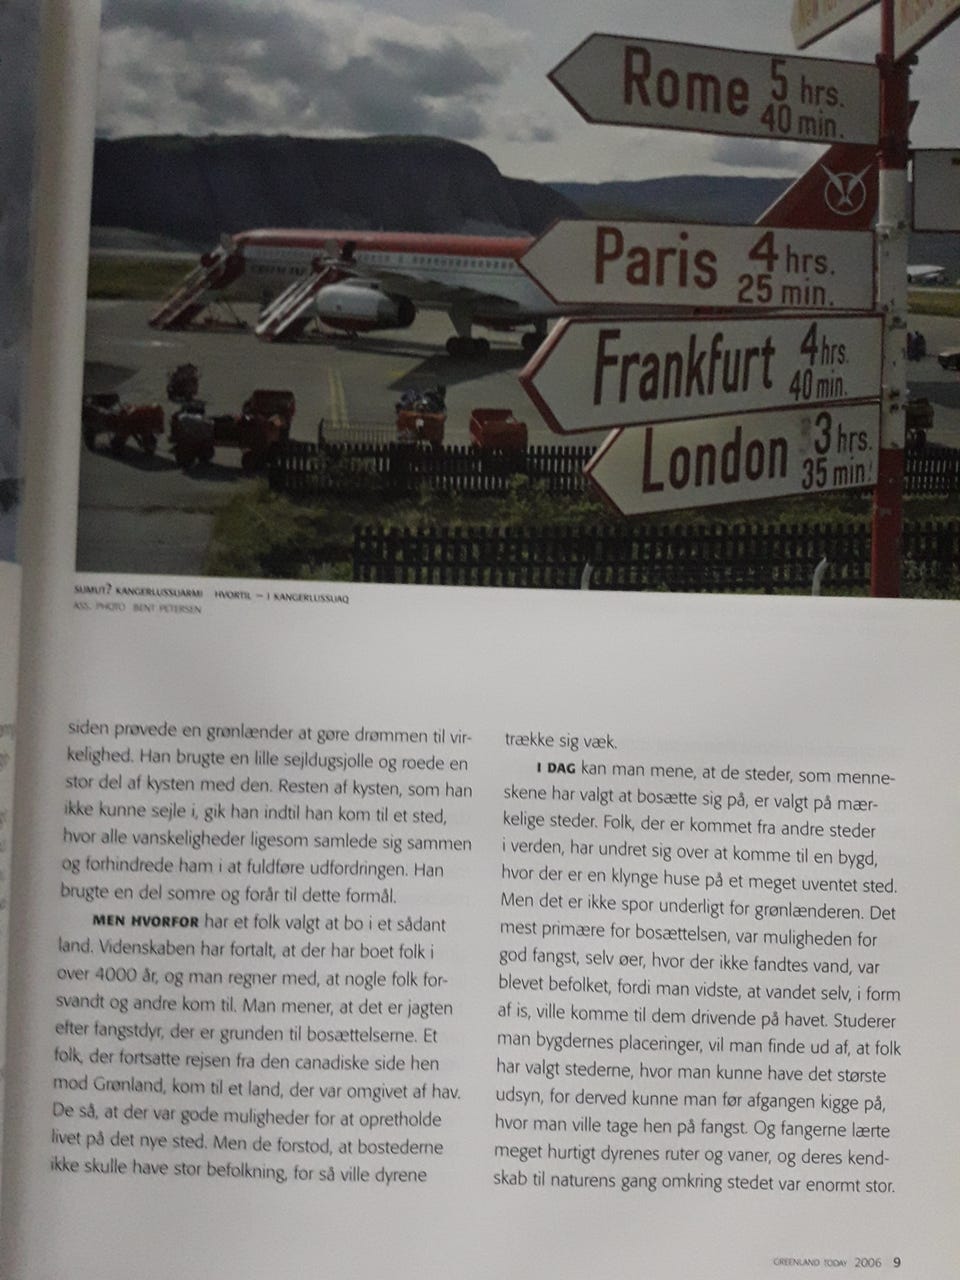 Rome 5 hrs.
40 min.
Paris 4 hrs.
25 min.
Frankfurt 4 hrs.
40 min.
London 3 hrs.
35 min.
SUMUT? KANGERLUSSUARMI HVORTIL – I KANGERLUSSUAQ
ASS. PHOTO BENT PETERSEN
siden prøvede en grønlænder at gøre drømmen til vir-
kelighed. Han brugte en lille sejldugsjolle og roede en
stor del af kysten med den. Resten af kysten, som han
ikke kunne sejle i, gik han indtil han kom til et sted,
hvor alle vanskeligheder ligesom samlede sig sammen
og forhindrede ham i at fuldføre udfordringen. Han
brugte en del somre og forår til dette formål.
MEN HVORFOR har et folk valgt at bo i et sådant
land. Videnskaben har fortalt, at der har boet folk i
over 4000 år, og man regner med, at nogle folk for-
svandt og andre kom til. Man mener, at det er jagten
efter fangstdyr, der er grunden til bosættelserne. Et
folk, der fortsatte rejsen fra den canadiske side hen
mod Grønland, kom til et land, der var omgivet af hav.
De så, at der var gode muligheder for at opretholde
livet på det nye sted. Men de forstod, at bostederne
ikke skulle have stor befolkning, for så ville dyrene
trække sig væk.
I DAG kan man mene, at de steder, som menne-
skene har valgt at bosætte sig på, er valgt på mær-
kelige steder. Folk, der er kommet fra andre steder
i verden, har undret sig over at komme til en bygd,
hvor der er en klynge huse på et meget uventet sted.
Men det er ikke spor underligt for grønlænderen. Det
mest primære for bosættelsen, var muligheden for
god fangst, selv øer, hvor der ikke fandtes vand, var
blevet befolket, fordi man vidste, at vandet selv, i form
af is, ville komme til dem drivende på havet. Studerer
man bygdernes placeringer, vil man finde ud af, at folk
har valgt stederne, hvor man kunne have det største
udsyn, for derved kunne man før afgangen kigge på,
hvor man ville tage hen på fangst. Og fangerne lærte
meget hurtigt dyrenes ruter og vaner, og deres kend-
skab til naturens gang omkring stedet var enormt stor.
GREENLAND TODAY 2006 9